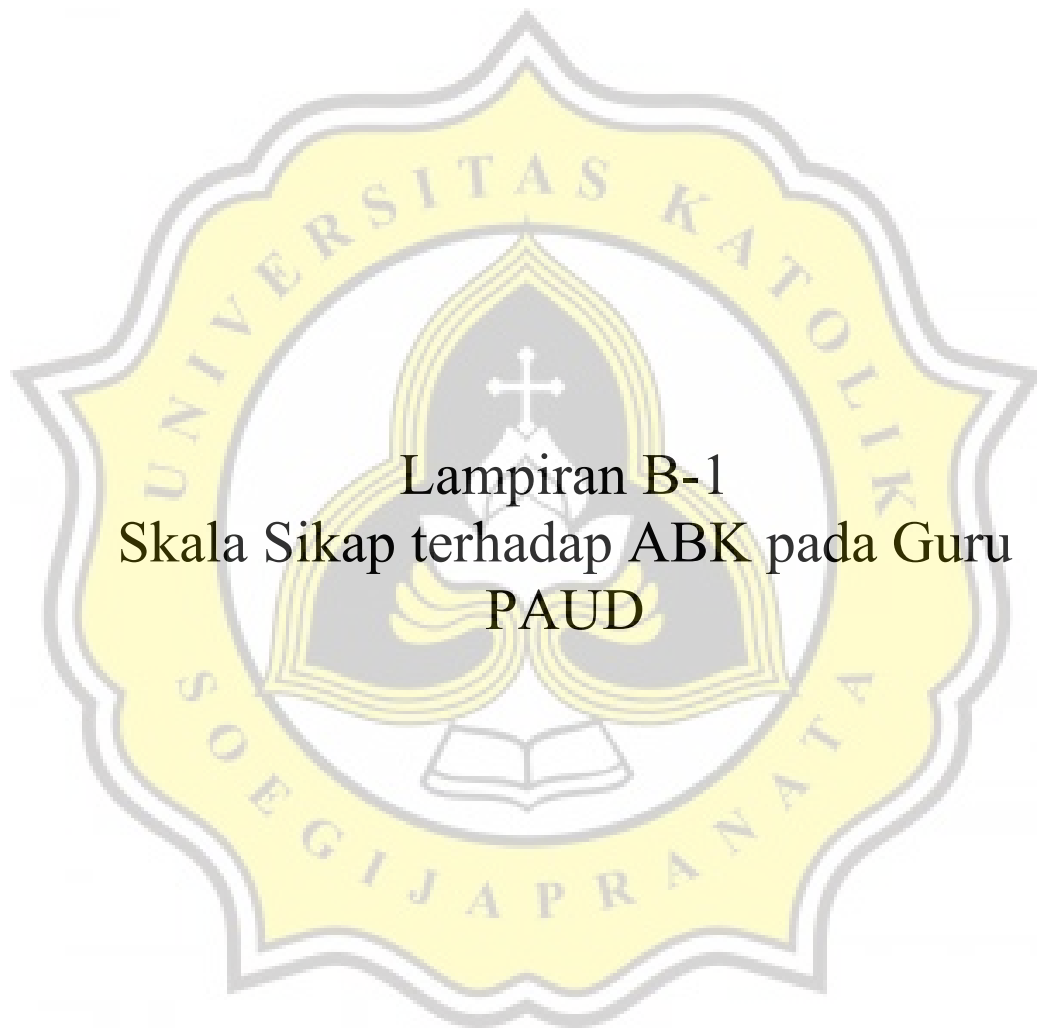 UNIVERSITAS KATOLIK
Lampiran B-1
Skala Sikap terhadap ABK pada Guru
PAUD
SOEGIJAPRANATA